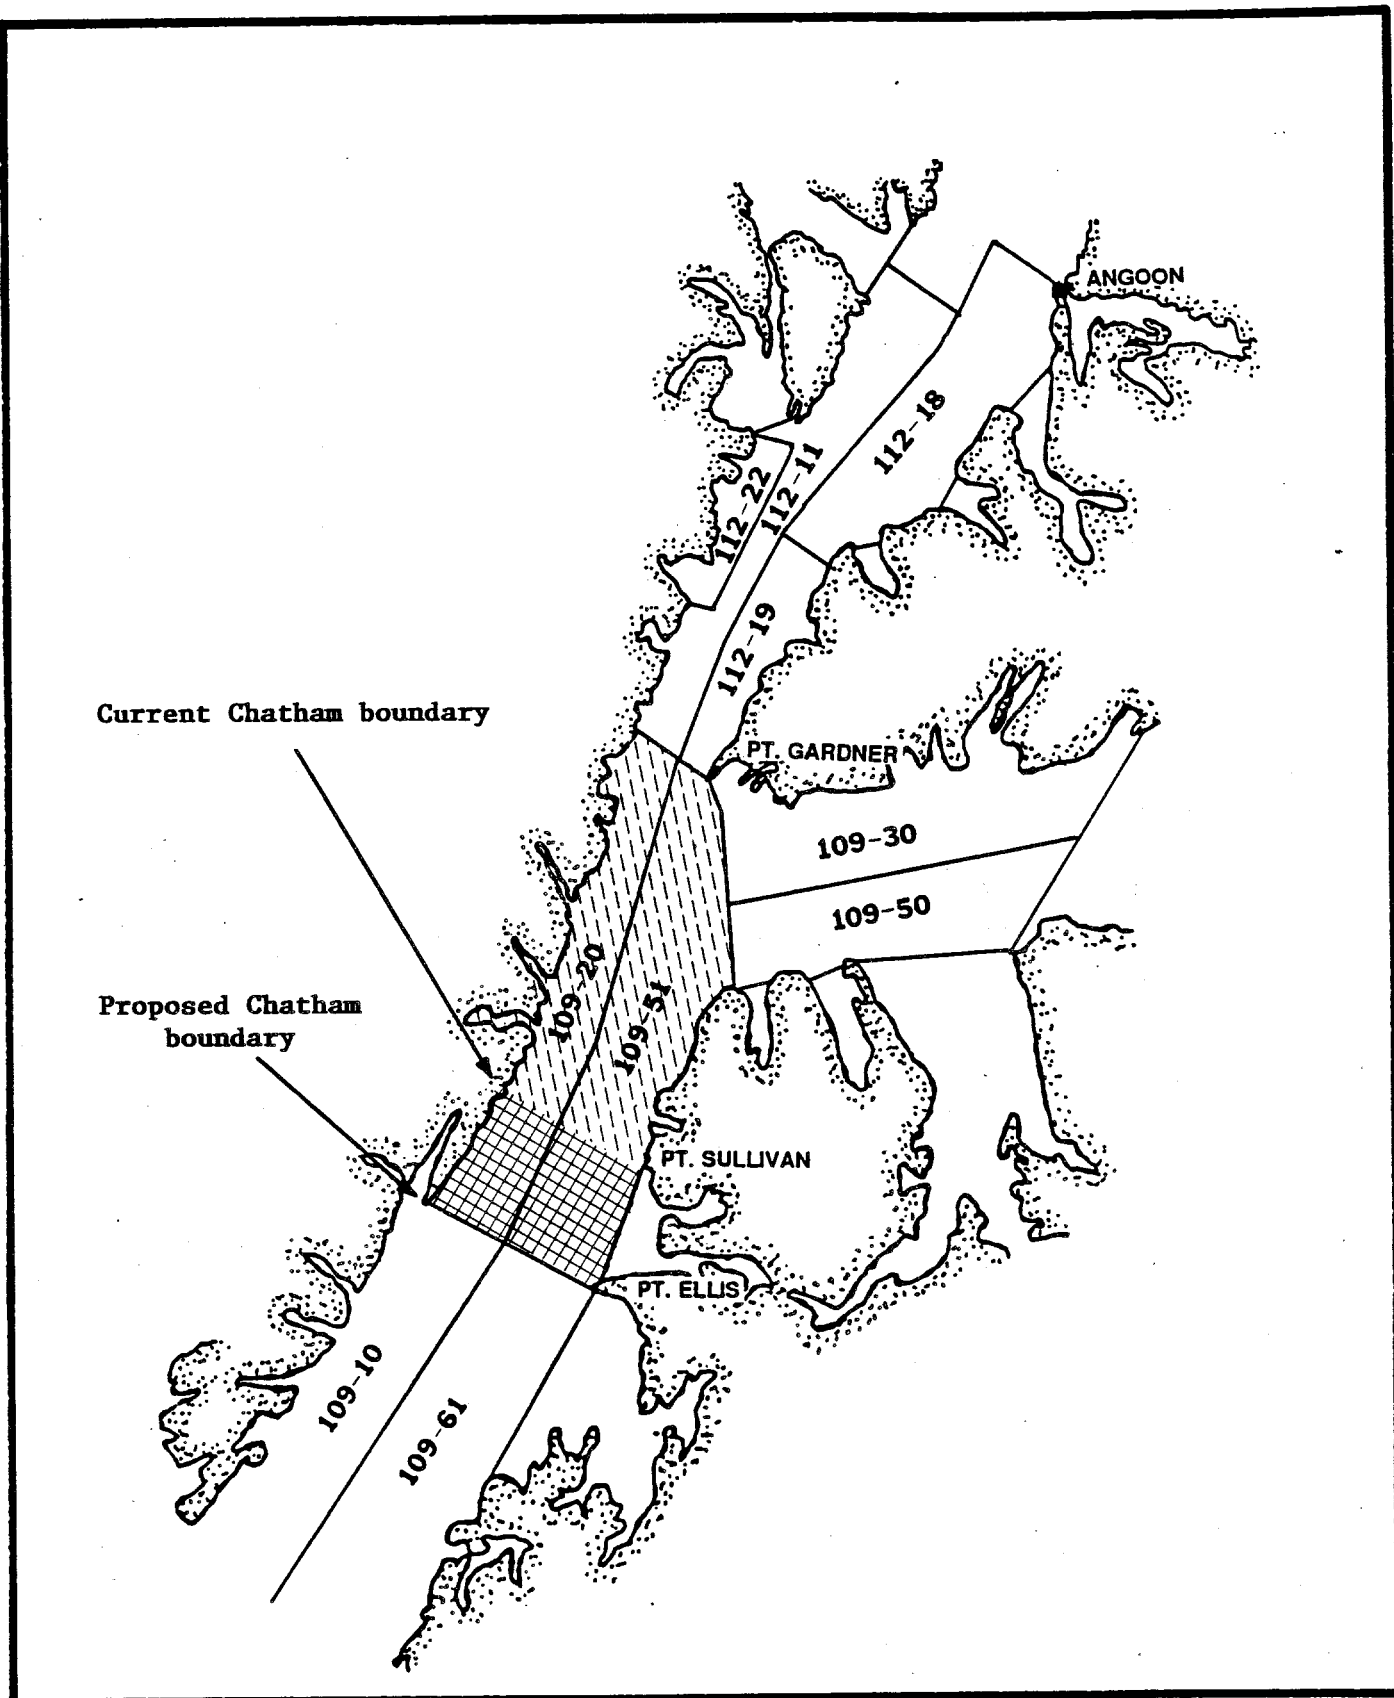 ANGOON
112-18
112-11
112-22
112-19
Current Chatham boundary
PT. GARDNER
109-30
109-50
109-20
109-51
Proposed Chatham
boundary
PT. SULLIVAN
PT. ELLIS
109-10
109-61